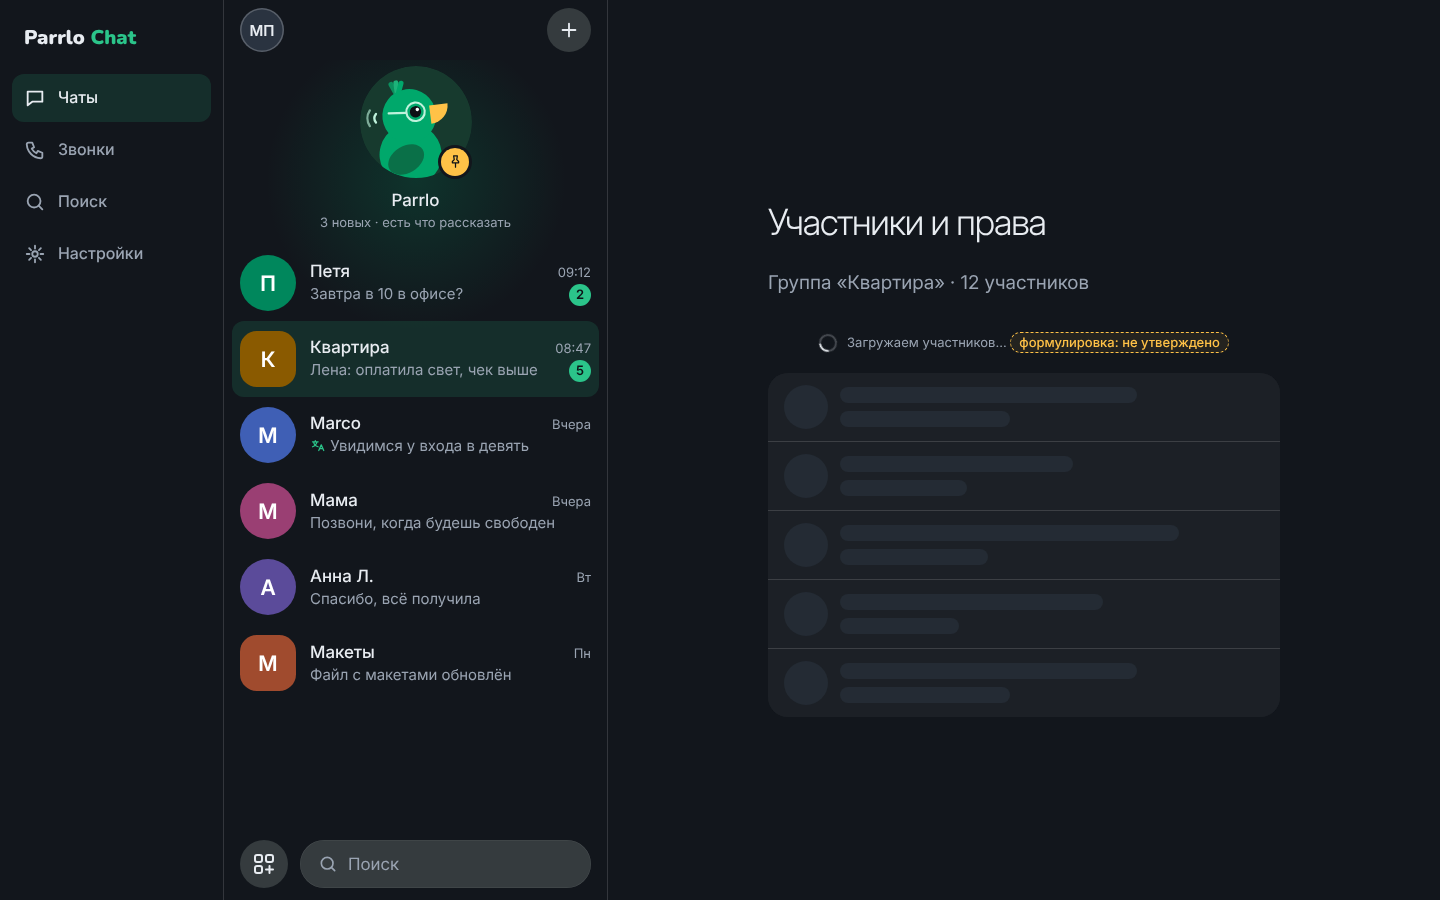 Parrlo Chat
Чаты
Звонки
Поиск
Настройки
МП
Parrlo
3 новых · есть что рассказать
П
Петя
09:12
Завтра в 10 в офисе?
2
К
Квартира
08:47
Лена: оплатила свет, чек выше
5
M
Marco
Вчера
Увидимся у входа в девять
М
Мама
Вчера
Позвони, когда будешь свободен
А
Анна Л.
Вт
Спасибо, всё получила
М
Макеты
Пн
Файл с макетами обновлён
Поиск
Участники и права
Группа «Квартира» · 12 участников
Загружаем участников… формулировка: не утверждено